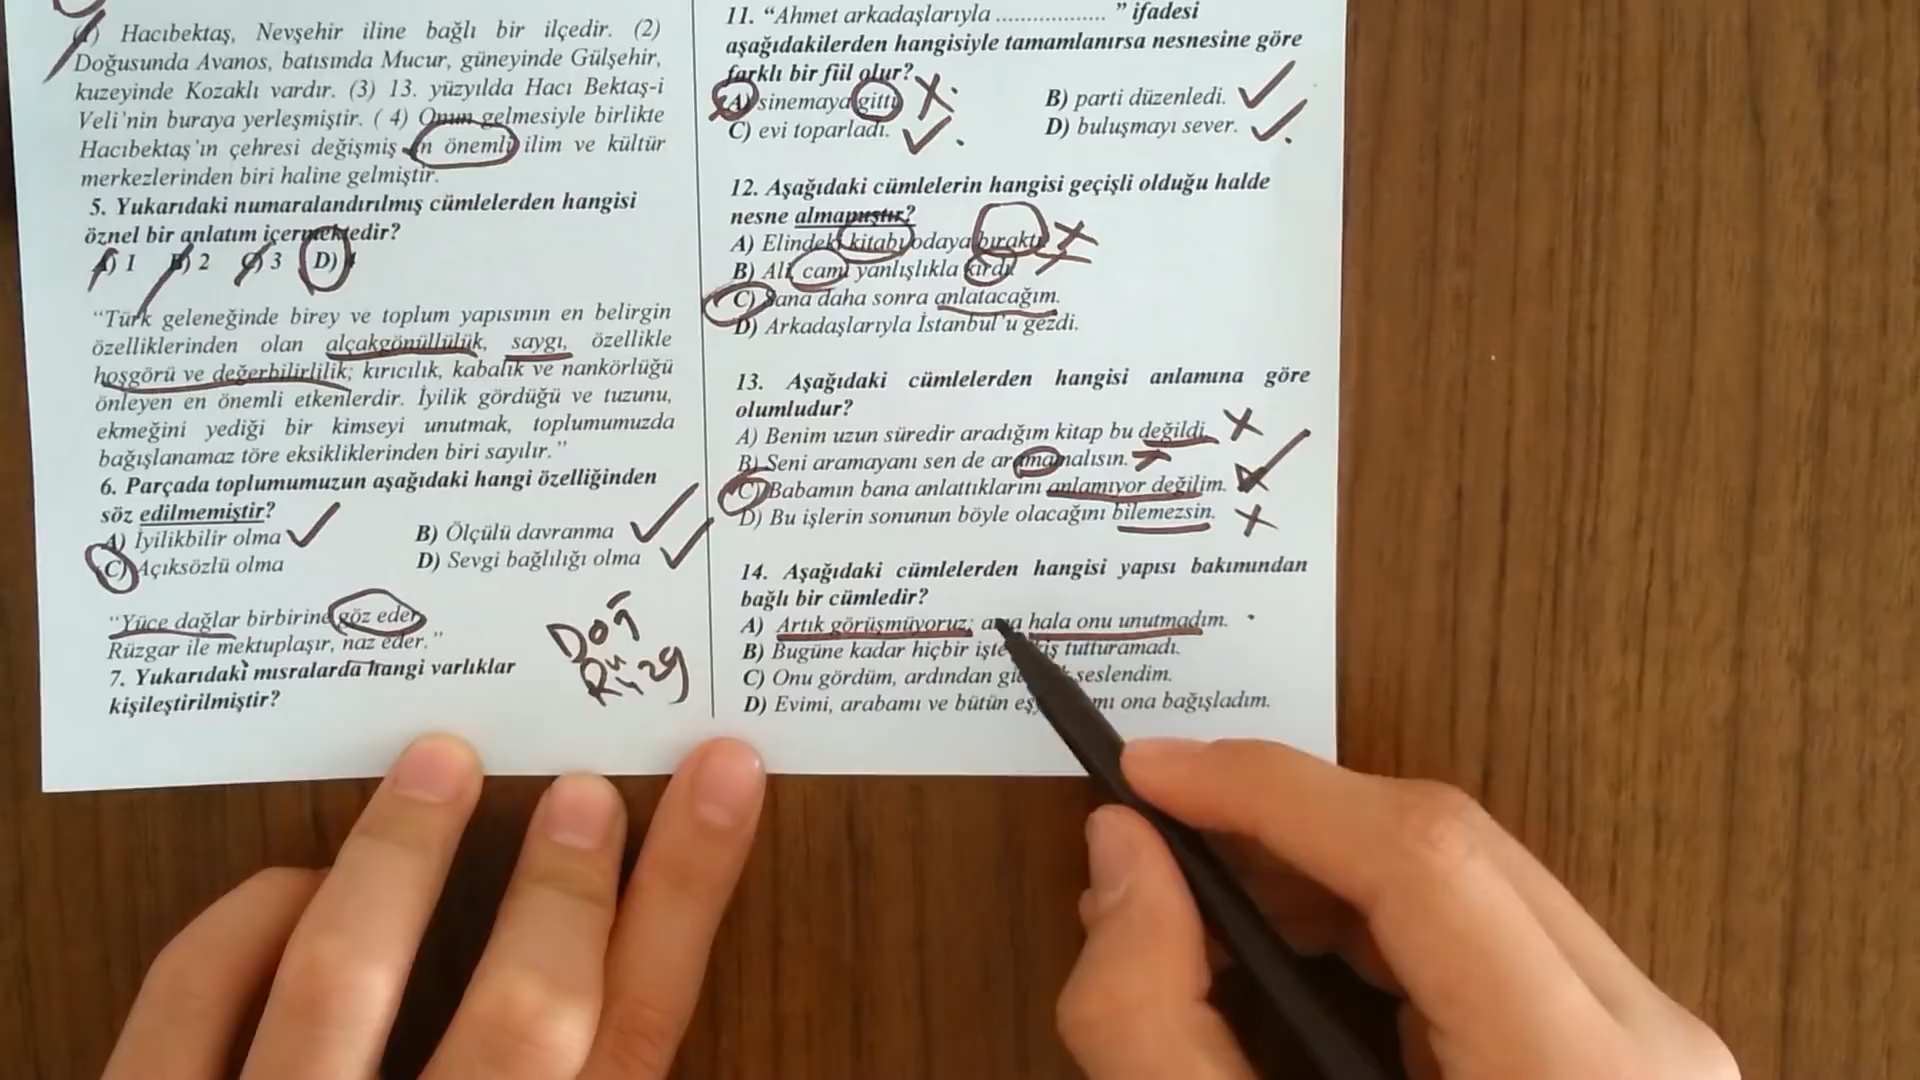 (1) Hacıbektaş, Nevşehir iline bağlı bir ilçedir. (2)
Doğusunda Avanos, batısında Mucur, güneyinde Gülşehir,
kuzeyinde Kozaklı vardır. (3) 13. yüzyılda Hacı Bektaş-i
Veli'nin buraya yerleşmiştir. ( 4) Onun gelmesiyle birlikte
Hacıbektaş'ın çehresi değişmiş en önemli ilim ve kültür
merkezlerinden biri haline gelmiştir.
5. Yukarıdaki numaralandırılmış cümlelerden hangisi
öznel bir anlatım içermektedir?
A) 1 B) 2 C) 3 D) 4
"Türk geleneğinde birey ve toplum yapısının en belirgin
özelliklerinden olan alçakgönüllülük, saygı, özellikle
hoşgörü ve değerbilirlilik; kırıcılık, kabalık ve nankörlüğü
önleyen en önemli etkenlerdir. İyilik gördüğü ve tuzunu,
ekmeğini yediği bir kimseyi unutmak, toplumumuzda
bağışlanamaz töre eksikliklerinden biri sayılır."
6. Parçada toplumumuzun aşağıdaki hangi özelliğinden
söz edilmemiştir?
A) İyilikbilir olma B) Ölçülü davranma
C) Açıksözlü olma D) Sevgi bağlılığı olma
"Yüce dağlar birbirine göz eder,
Rüzgar ile mektuplaşır, naz eder."
7. Yukarıdaki mısralarda hangi varlıklar
kişileştirilmiştir?
Doğ
Rüzg
11. "Ahmet arkadaşlarıyla ................... " ifadesi
aşağıdakilerden hangisiyle tamamlanırsa nesnesine göre
farklı bir fiil olur?
A) sinemaya gitti B) parti düzenledi.
C) evi toparladı. D) buluşmayı sever.
12. Aşağıdaki cümlelerin hangisi geçişli olduğu halde
nesne almamıştır?
A) Elindeki kitabı odaya bıraktı.
B) Ali, camı yanlışlıkla kırdı.
C) Sana daha sonra anlatacağım.
D) Arkadaşlarıyla İstanbul'u gezdi.
13. Aşağıdaki cümlelerden hangisi anlamına göre
olumludur?
A) Benim uzun süredir aradığım kitap bu değildi.
B) Seni aramayanı sen de aramamalısın.
C) Babamın bana anlattıklarını anlamıyor değilim.
D) Bu işlerin sonunun böyle olacağını bilemezsin.
14. Aşağıdaki cümlelerden hangisi yapısı bakımından
bağlı bir cümledir?
A) Artık görüşmüyoruz; ama hala onu unutmadım.
B) Bugüne kadar hiçbir işte tutturamadı.
C) Onu gördüm, ardından seslendim.
D) Evimi, arabamı ve bütün ona bağışladım.